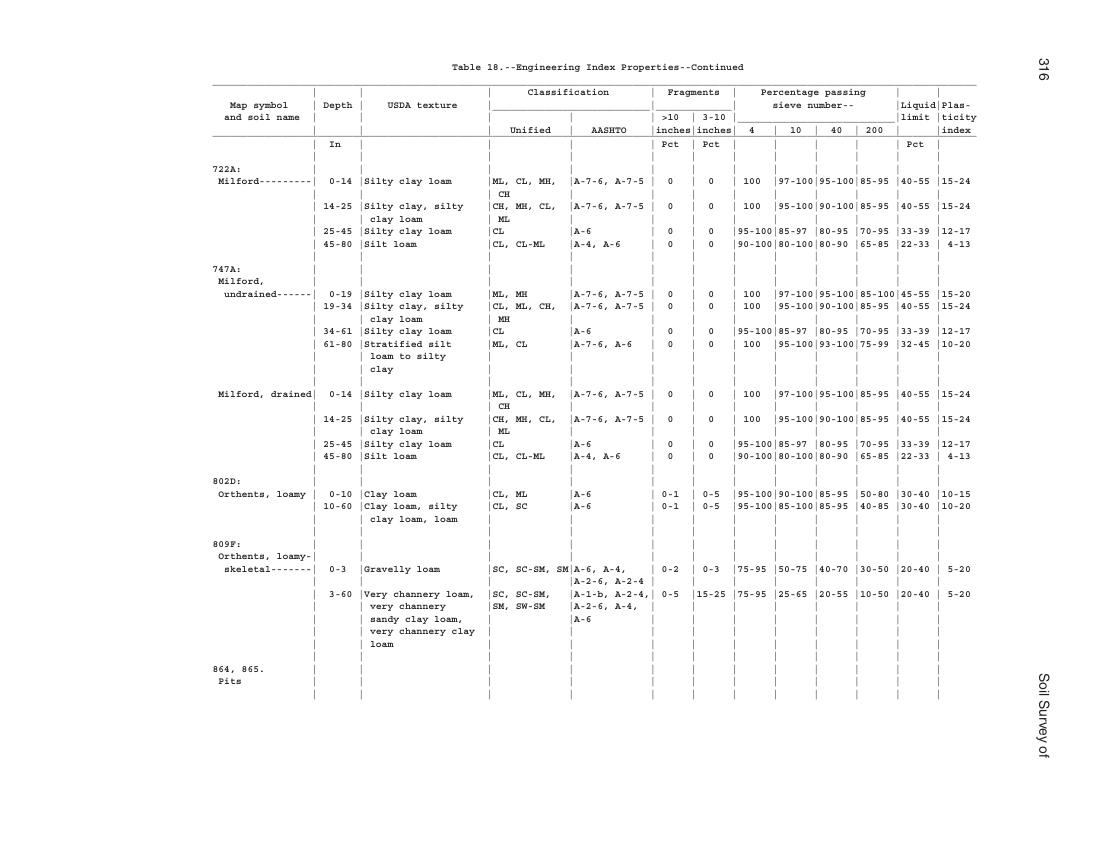 Table 18.--Engineering Index Properties--Continued
Classification | Fragments | Percentage passing
Map symbol | Depth | USDA texture | sieve number-- | Liquid | Plas-
and soil name | >10 | 3-10 | limit | ticity
Unified | AASHTO | inches | inches | 4 | 10 | 40 | 200 | index
In | Pct | Pct | Pct
722A:
Milford--------- | 0-14 | Silty clay loam | ML, CL, MH, | A-7-6, A-7-5 | 0 | 0 | 100 | 97-100 | 95-100 | 85-95 | 40-55 | 15-24
CH
14-25 | Silty clay, silty | CH, MH, CL, | A-7-6, A-7-5 | 0 | 0 | 100 | 95-100 | 90-100 | 85-95 | 40-55 | 15-24
clay loam | ML
25-45 | Silty clay loam | CL | A-6 | 0 | 0 | 95-100 | 85-97 | 80-95 | 70-95 | 33-39 | 12-17
45-80 | Silt loam | CL, CL-ML | A-4, A-6 | 0 | 0 | 90-100 | 80-100 | 80-90 | 65-85 | 22-33 | 4-13
747A:
Milford,
undrained------ | 0-19 | Silty clay loam | ML, MH | A-7-6, A-7-5 | 0 | 0 | 100 | 97-100 | 95-100 | 85-100 | 45-55 | 15-20
19-34 | Silty clay, silty | CL, ML, CH, | A-7-6, A-7-5 | 0 | 0 | 100 | 95-100 | 90-100 | 85-95 | 40-55 | 15-24
clay loam | MH
34-61 | Silty clay loam | CL | A-6 | 0 | 0 | 95-100 | 85-97 | 80-95 | 70-95 | 33-39 | 12-17
61-80 | Stratified silt | ML, CL | A-7-6, A-6 | 0 | 0 | 100 | 95-100 | 93-100 | 75-99 | 32-45 | 10-20
loam to silty
clay
Milford, drained | 0-14 | Silty clay loam | ML, CL, MH, | A-7-6, A-7-5 | 0 | 0 | 100 | 97-100 | 95-100 | 85-95 | 40-55 | 15-24
CH
14-25 | Silty clay, silty | CH, MH, CL, | A-7-6, A-7-5 | 0 | 0 | 100 | 95-100 | 90-100 | 85-95 | 40-55 | 15-24
clay loam | ML
25-45 | Silty clay loam | CL | A-6 | 0 | 0 | 95-100 | 85-97 | 80-95 | 70-95 | 33-39 | 12-17
45-80 | Silt loam | CL, CL-ML | A-4, A-6 | 0 | 0 | 90-100 | 80-100 | 80-90 | 65-85 | 22-33 | 4-13
802D:
Orthents, loamy | 0-10 | Clay loam | CL, ML | A-6 | 0-1 | 0-5 | 95-100 | 90-100 | 85-95 | 50-80 | 30-40 | 10-15
10-60 | Clay loam, silty | CL, SC | A-6 | 0-1 | 0-5 | 95-100 | 85-100 | 85-95 | 40-85 | 30-40 | 10-20
clay loam, loam
809F:
Orthents, loamy-
skeletal------- | 0-3 | Gravelly loam | SC, SC-SM, SM | A-6, A-4, | 0-2 | 0-3 | 75-95 | 50-75 | 40-70 | 30-50 | 20-40 | 5-20
A-2-6, A-2-4
3-60 | Very channery loam, | SC, SC-SM, | A-1-b, A-2-4, | 0-5 | 15-25 | 75-95 | 25-65 | 20-55 | 10-50 | 20-40 | 5-20
very channery | SM, SW-SM | A-2-6, A-4,
sandy clay loam, | A-6
very channery clay
loam
864, 865.
Pits
316
Soil Survey of